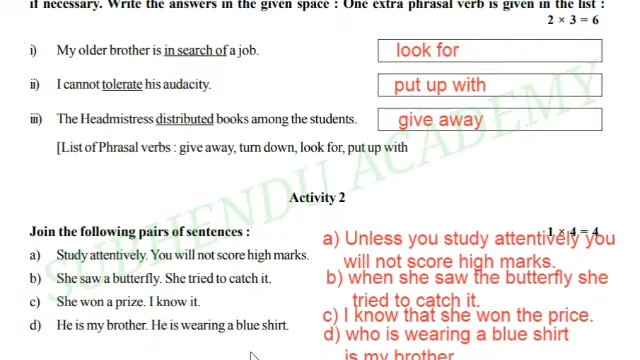 if necessary. Write the answers in the given space : One extra phrasal verb is given in the list :
2 × 3 = 6
i) My older brother is in search of a job.
look for
ii) I cannot tolerate his audacity.
put up with
iii) The Headmistress distributed books among the students.
give away
[List of Phrasal verbs : give away, turn down, look for, put up with
Activity 2
Join the following pairs of sentences :
1 × 4 = 4
a) Study attentively. You will not score high marks.
b) She saw a butterfly. She tried to catch it.
c) She won a prize. I know it.
d) He is my brother. He is wearing a blue shirt.
a) Unless you study attentively you
will not score high marks.
b) when she saw the butterfly she
tried to catch it.
c) I know that she won the price.
d) who is wearing a blue shirt
is my brother
SUBHENDU ACADEMY